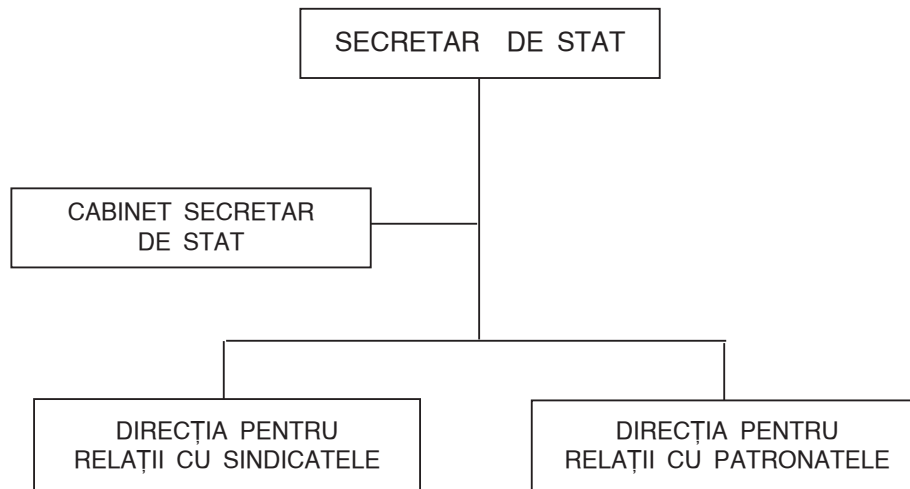 SECRETAR DE STAT
CABINET SECRETAR
DE STAT
DIRECȚIA PENTRU
RELAȚII CU SINDICATELE
DIRECȚIA PENTRU
RELAȚII CU PATRONATELE